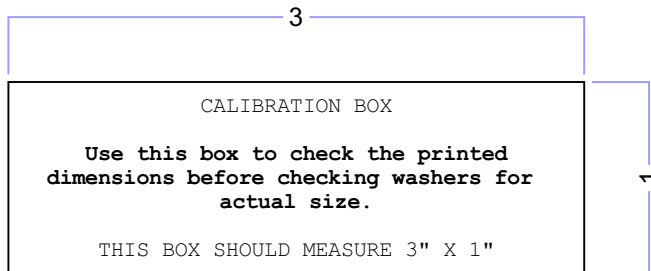 3
CALIBRATION BOX
Use this box to check the printed
dimensions before checking washers for
actual size.
1
THIS BOX SHOULD MEASURE 3" X 1"